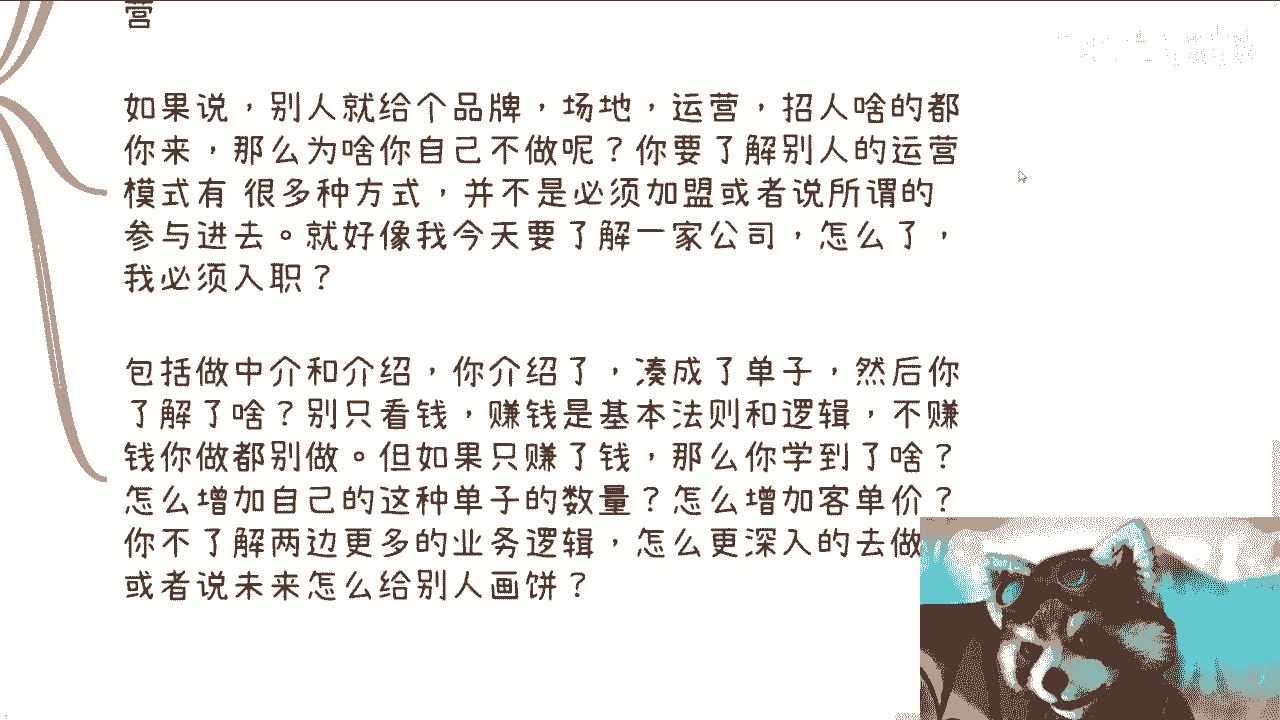 营
如果说，别人就给个品牌，场地，运营，招人啥的都
你来，那么为啥你自己不做呢？你要了解别人的运营
模式有 很多种方式，并不是必须加盟或者说所谓的
参与进去。就好像我今天要了解一家公司，怎么了，
我必须入职？
包括做中介和介绍，你介绍了，凑成了单子，然后你
了解了啥？别只看钱，赚钱是基本法则和逻辑，不赚
钱你做都别做。但如果只赚了钱，那么你学到了啥？
怎么增加自己的这种单子的数量？怎么增加客单价？
你不了解两边更多的业务逻辑，怎么更深入的去做
或者说未来怎么给别人画饼？